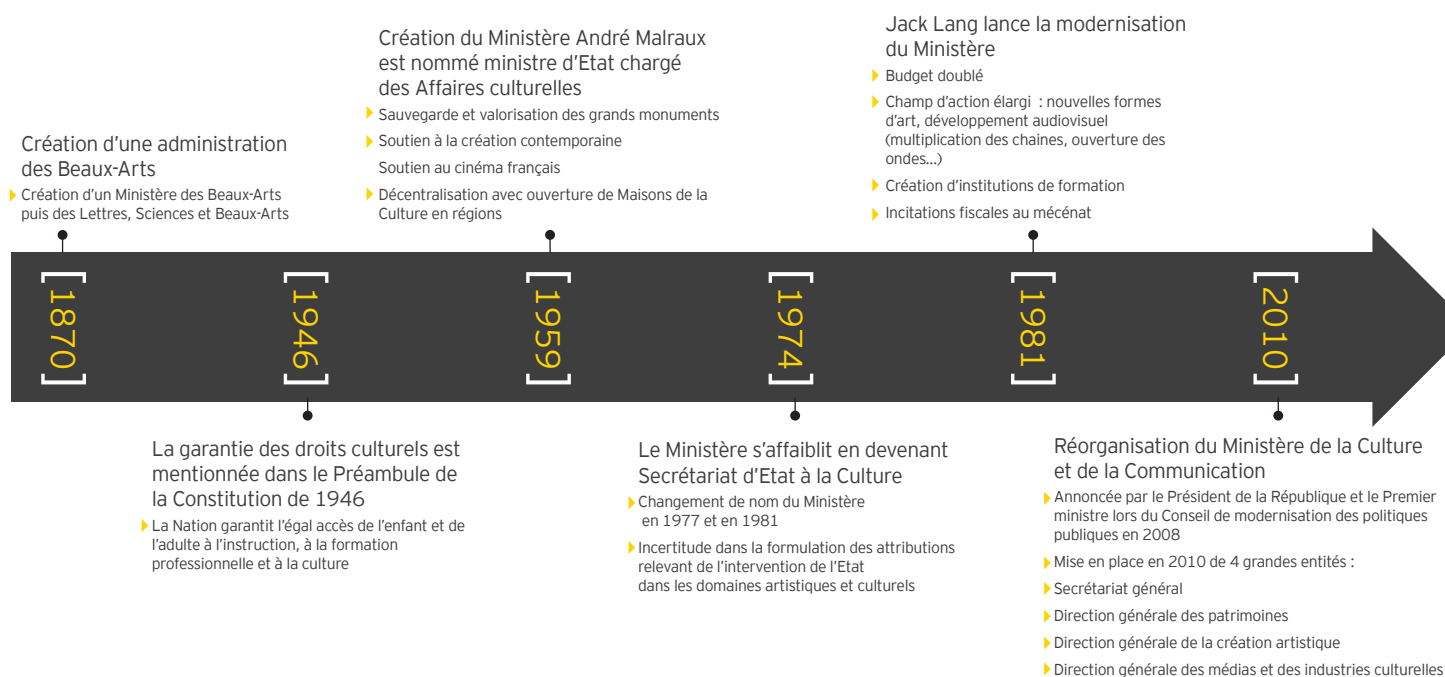 Création d'une administration
des Beaux-Arts
Création d'un Ministère des Beaux-Arts
puis des Lettres, Sciences et Beaux-Arts
[1870]
La garantie des droits culturels est
mentionnée dans le Préambule de
la Constitution de 1946
La Nation garantit l'égal accès de l'enfant et de
l'adulte à l'instruction, à la formation
professionnelle et à la culture
[1946]
Création du Ministère André Malraux
est nommé ministre d'Etat chargé
des Affaires culturelles
Sauvegarde et valorisation des grands monuments
Soutien à la création contemporaine
Soutien au cinéma français
Décentralisation avec ouverture de Maisons de la
Culture en régions
[1959]
Le Ministère s'affaiblit en devenant
Secrétariat d'Etat à la Culture
Changement de nom du Ministère
en 1977 et en 1981
Incertitude dans la formulation des attributions
relevant de l'intervention de l'Etat
dans les domaines artistiques et culturels
[1974]
Jack Lang lance la modernisation
du Ministère
Budget doublé
Champ d'action élargi : nouvelles formes
d'art, développement audiovisuel
(multiplication des chaines, ouverture des
ondes...)
Création d'institutions de formation
Incitations fiscales au mécénat
[1981]
Réorganisation du Ministère de la Culture
et de la Communication
Annoncée par le Président de la République et le Premier
ministre lors du Conseil de modernisation des politiques
publiques en 2008
Mise en place en 2010 de 4 grandes entités :
Secrétariat général
Direction générale des patrimoines
Direction générale de la création artistique
Direction générale des médias et des industries culturelles
[2010]